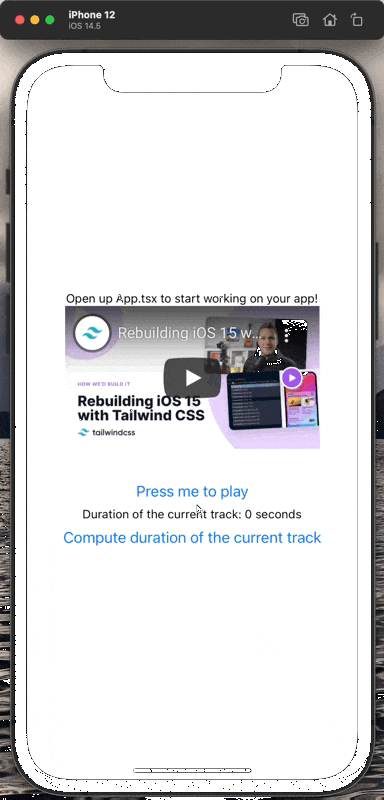 iPhone 12
iOS 14.5
Open up App.tsx to start working on your app!
Rebuilding iOS 15 w...
HOW WE'D BUILD IT
Rebuilding iOS 15
with Tailwind CSS
tailwindcss
Press me to play
Duration of the current track: 0 seconds
Compute duration of the current track